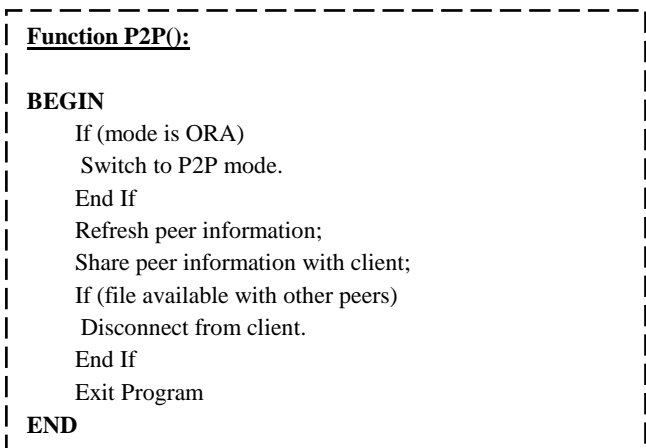 Function P2P():
BEGIN
If (mode is ORA)
Switch to P2P mode.
End If
Refresh peer information;
Share peer information with client;
If (file available with other peers)
Disconnect from client.
End If
Exit Program
END